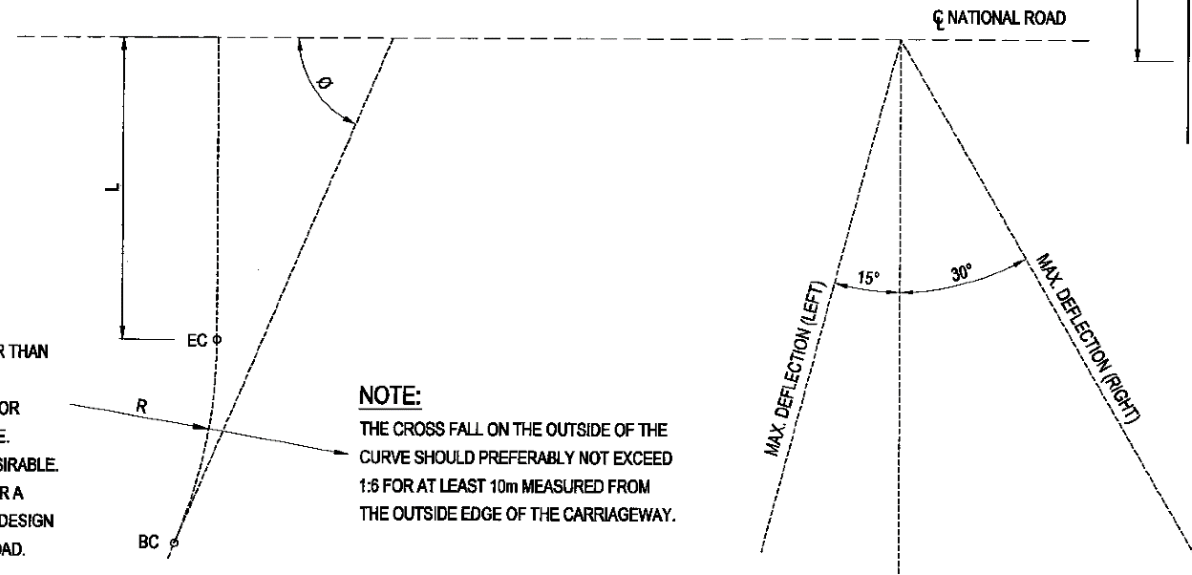 ℄ NATIONAL ROAD
Ø
L
EC
R THAN
OR
E.
SIRABLE.
R A
DESIGN
OAD.
R
BC
NOTE:
THE CROSS FALL ON THE OUTSIDE OF THE
CURVE SHOULD PREFERABLY NOT EXCEED
1:6 FOR AT LEAST 10m MEASURED FROM
THE OUTSIDE EDGE OF THE CARRIAGEWAY.
15°
30°
MAX. DEFLECTION (LEFT)
MAX. DEFLECTION (RIGHT)